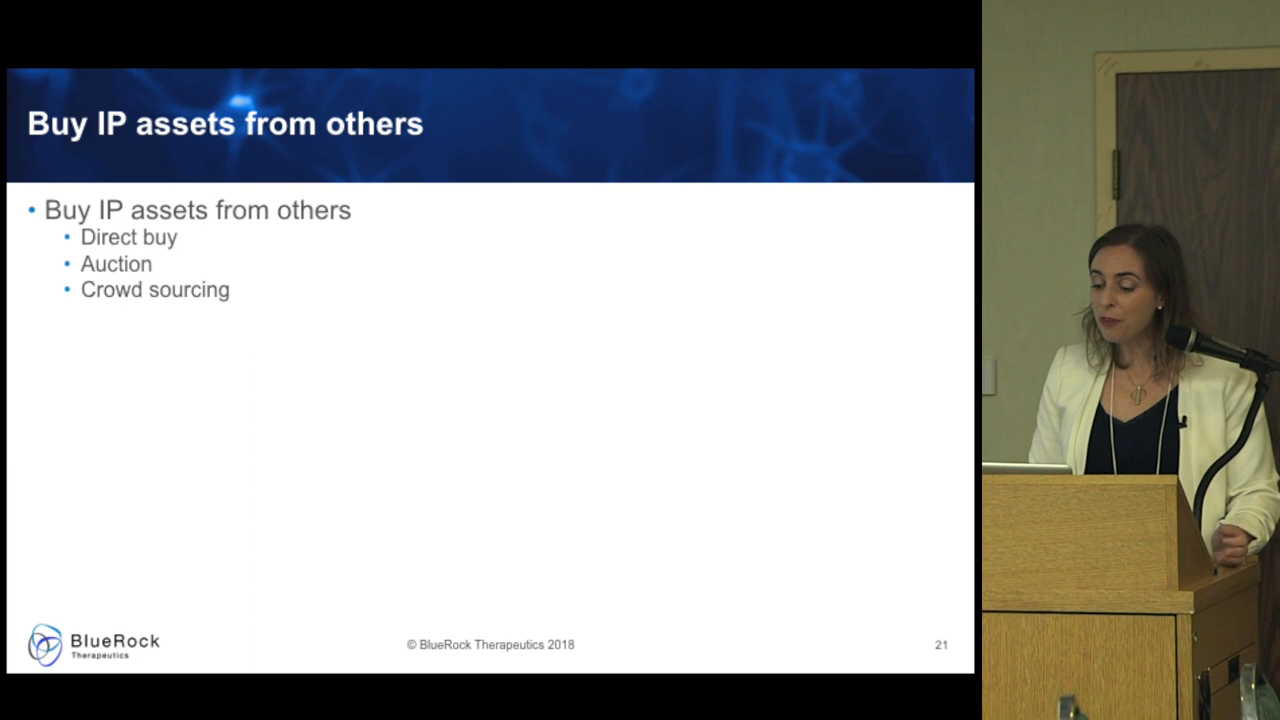 Buy IP assets from others
• Buy IP assets from others
• Direct buy
• Auction
• Crowd sourcing
BlueRock
Therapeutics
© BlueRock Therapeutics 2018
21